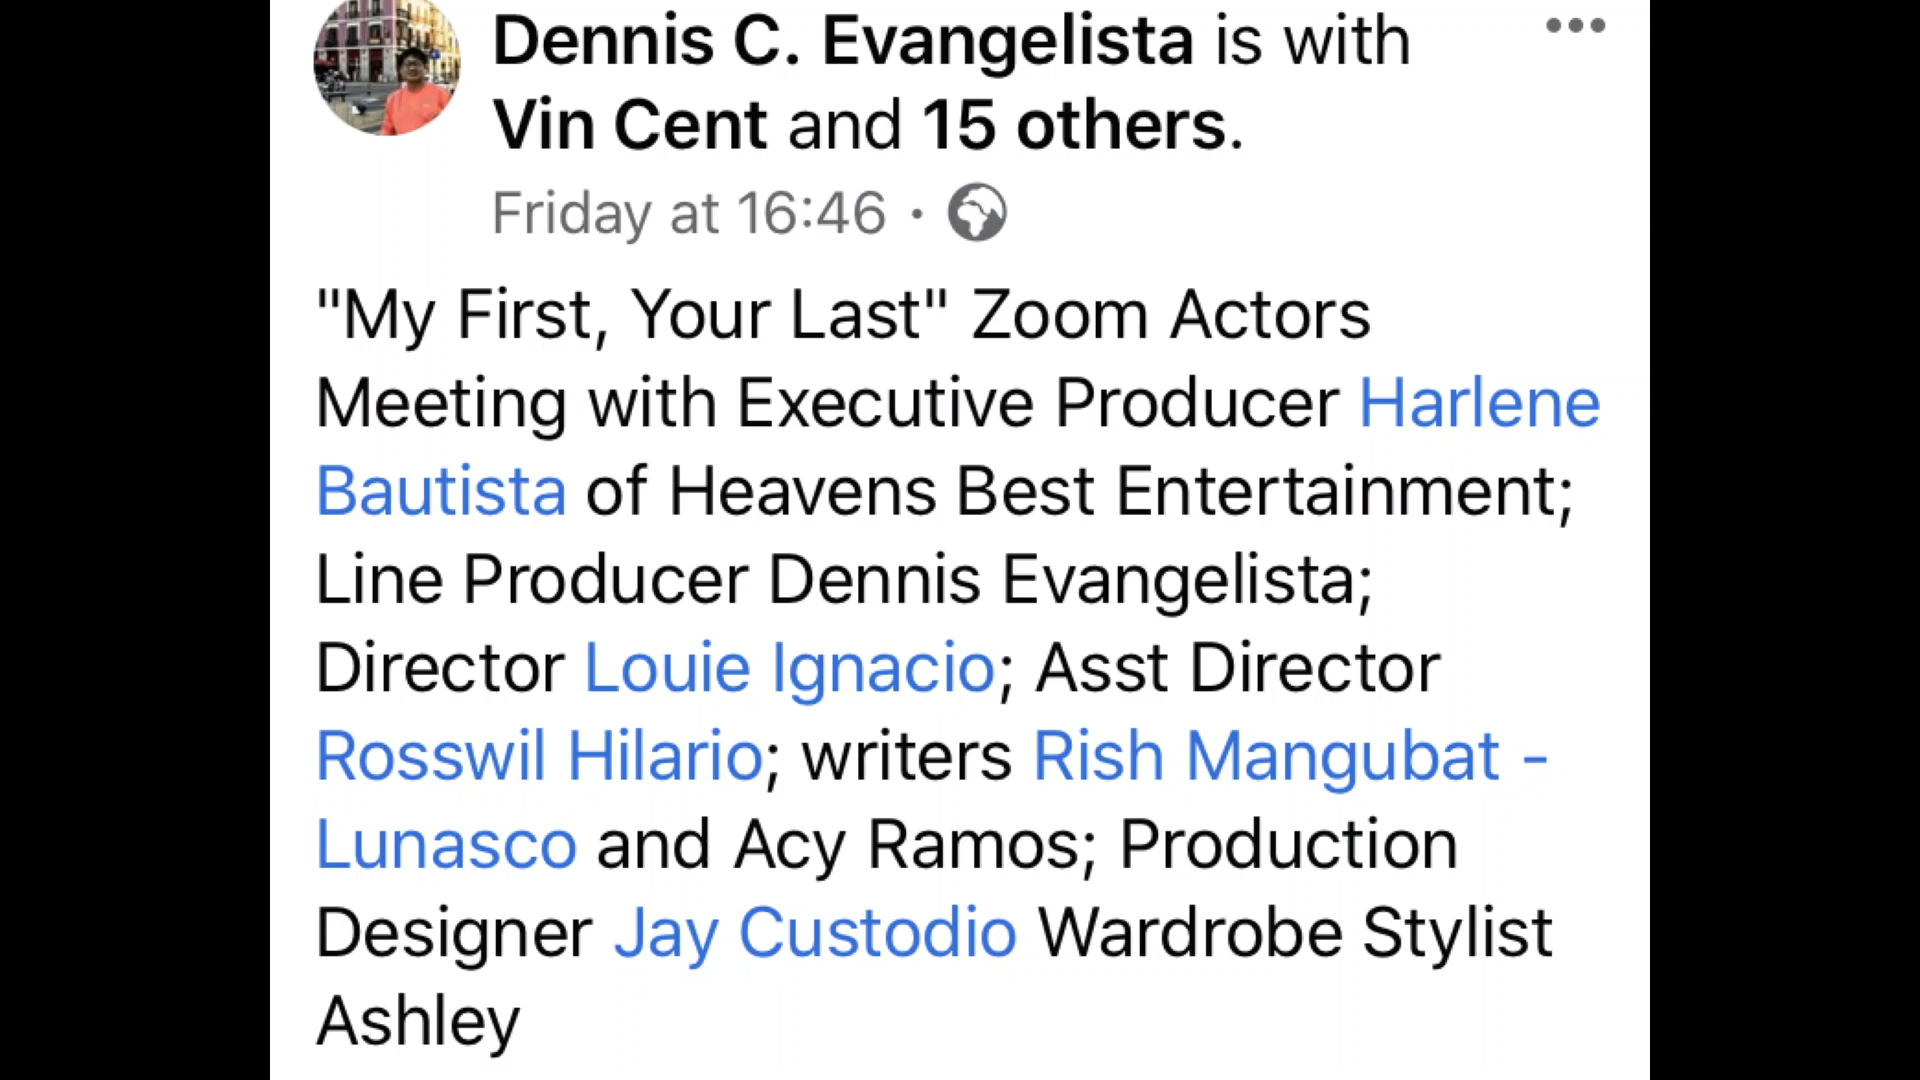 Dennis C. Evangelista is with
Vin Cent and 15 others.
Friday at 16:46 ·
"My First, Your Last" Zoom Actors
Meeting with Executive Producer Harlene
Bautista of Heavens Best Entertainment;
Line Producer Dennis Evangelista;
Director Louie Ignacio; Asst Director
Rosswil Hilario; writers Rish Mangubat -
Lunasco and Acy Ramos; Production
Designer Jay Custodio Wardrobe Stylist
Ashley